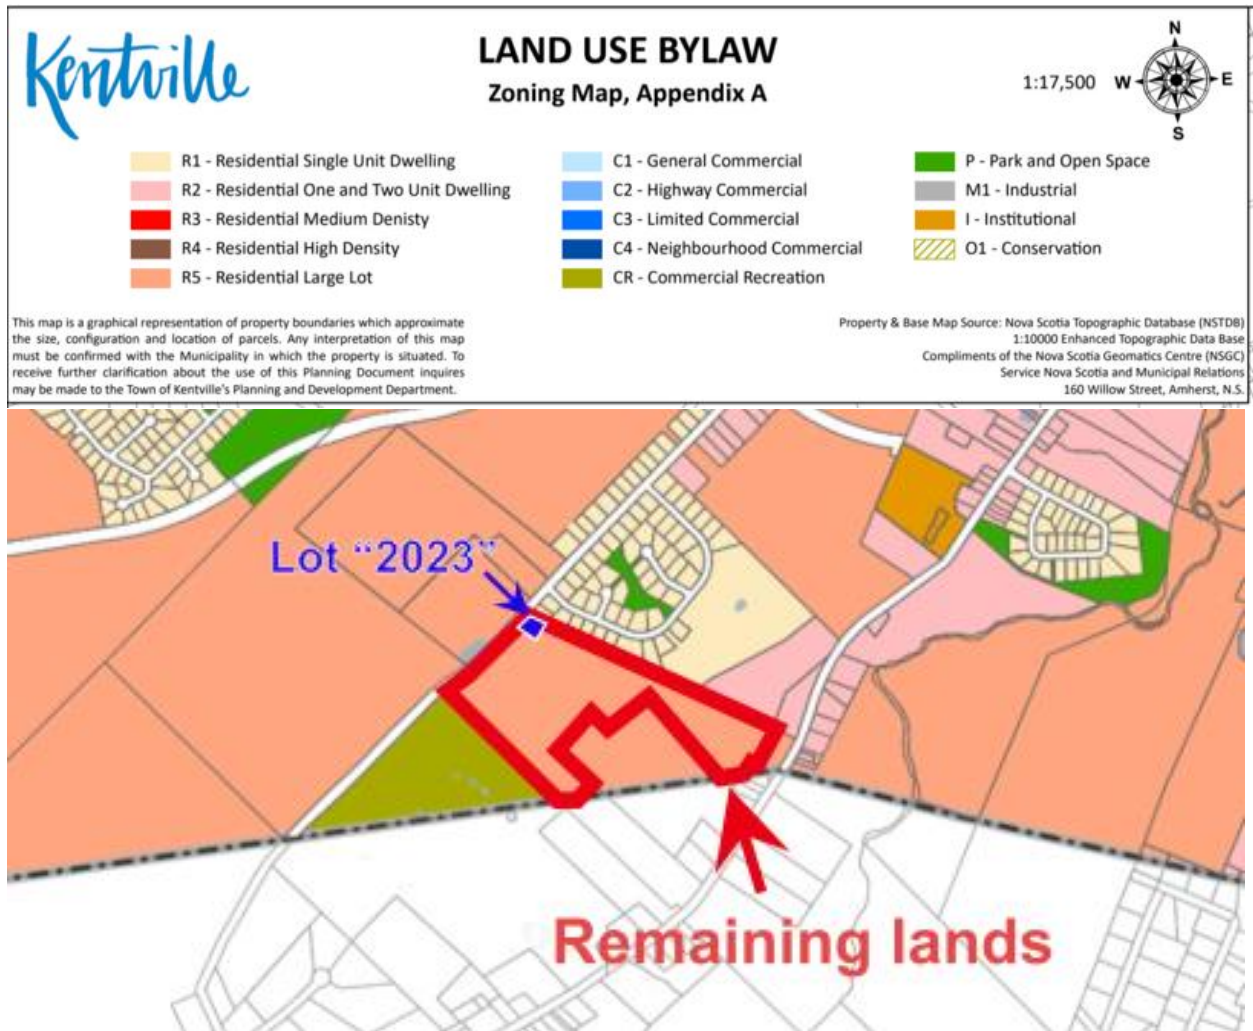 Kentville
LAND USE BYLAW
Zoning Map, Appendix A
1:17,500
N
W
E
S
R1 - Residential Single Unit Dwelling
R2 - Residential One and Two Unit Dwelling
R3 - Residential Medium Denisty
R4 - Residential High Density
R5 - Residential Large Lot
C1 - General Commercial
C2 - Highway Commercial
C3 - Limited Commercial
C4 - Neighbourhood Commercial
CR - Commercial Recreation
P - Park and Open Space
M1 - Industrial
I - Institutional
O1 - Conservation
This map is a graphical representation of property boundaries which approximate
the size, configuration and location of parcels. Any interpretation of this map
must be confirmed with the Municipality in which the property is situated. To
receive further clarification about the use of this Planning Document inquires
may be made to the Town of Kentville's Planning and Development Department.
Property & Base Map Source: Nova Scotia Topographic Database (NSTDB)
1:10000 Enhanced Topographic Data Base
Compliments of the Nova Scotia Geomatics Centre (NSGC)
Service Nova Scotia and Municipal Relations
160 Willow Street, Amherst, N.S.
Lot “2023”
Remaining lands